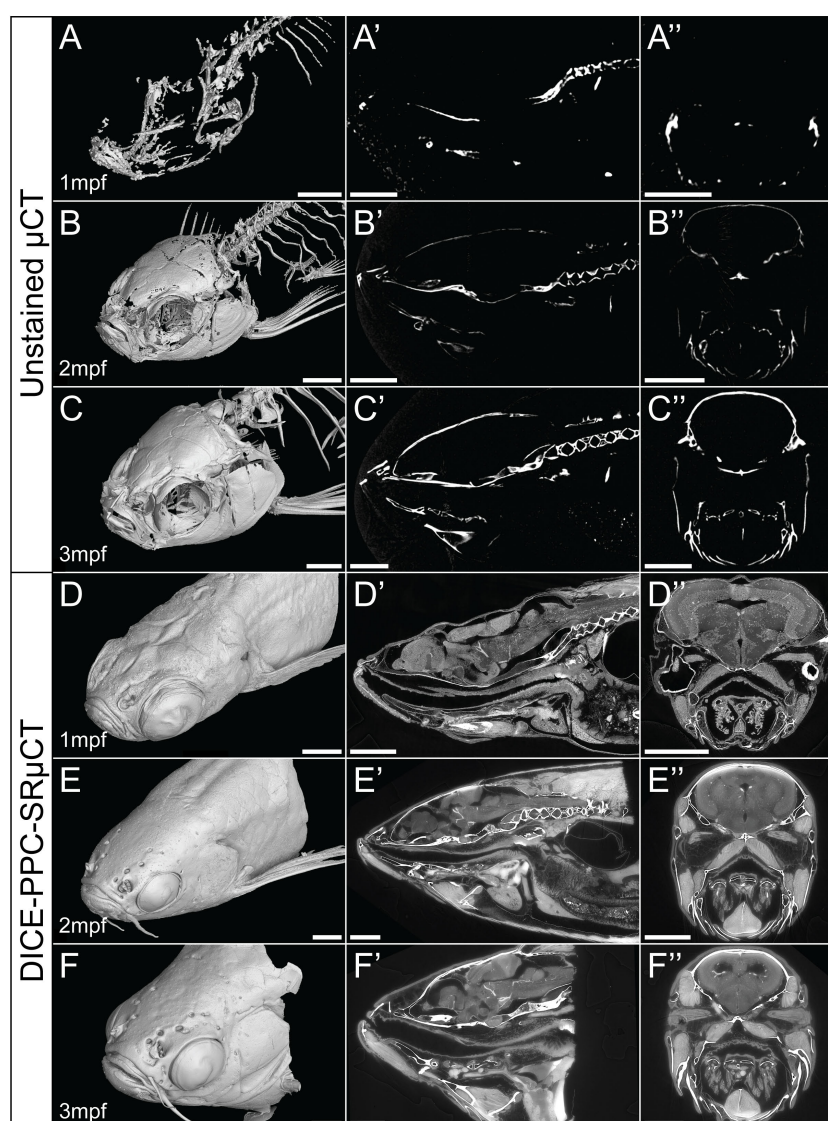 Unstained μCT
A
A'
A''
1mpf
B
B'
B''
2mpf
C
C'
C''
3mpf
DICE-PPC-SRμCT
D
D'
D''
1mpf
E
E'
E''
2mpf
F
F'
F''
3mpf